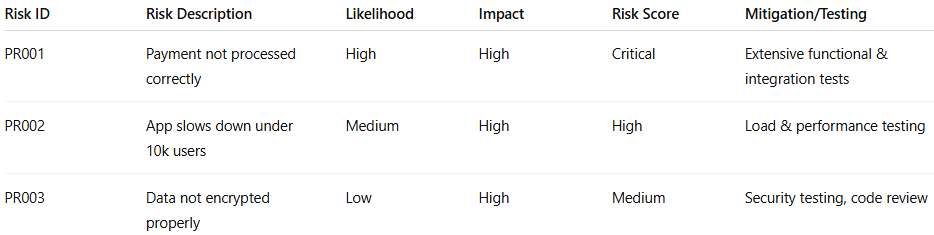 Risk ID Risk Description Likelihood Impact Risk Score Mitigation/Testing
PR001 Payment not processed High High Critical Extensive functional &
correctly integration tests
PR002 App slows down under Medium High High Load & performance testing
10k users
PR003 Data not encrypted Low High Medium Security testing, code review
properly